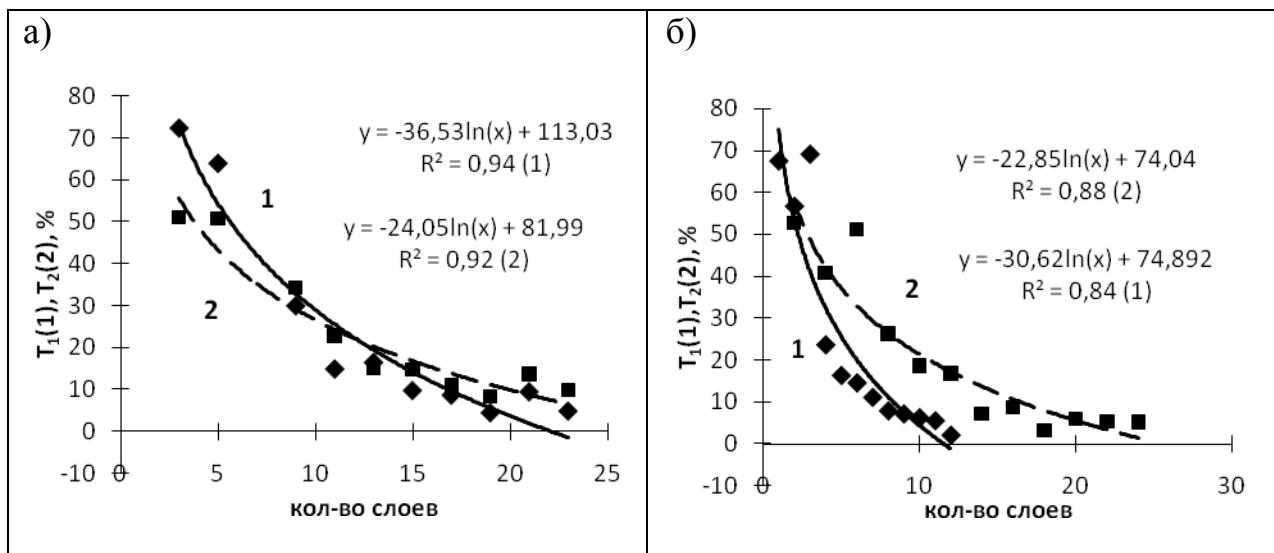 а)
80
70
60
50
40
30
20
10
0
-10
0
5
10
15
20
25
T₁(1), T₂(2), %
кол-во слоев
y = -36,53ln(x) + 113,03
R² = 0,94 (1)
1
y = -24,05ln(x) + 81,99
R² = 0,92 (2)
2
б)
80
70
60
50
40
30
20
10
0
-10
0
10
20
30
T₁(1),T₂(2), %
кол-во слоев
y = -22,85ln(x) + 74,04
R² = 0,88 (2)
y = -30,62ln(x) + 74,892
R² = 0,84 (1)
2
1